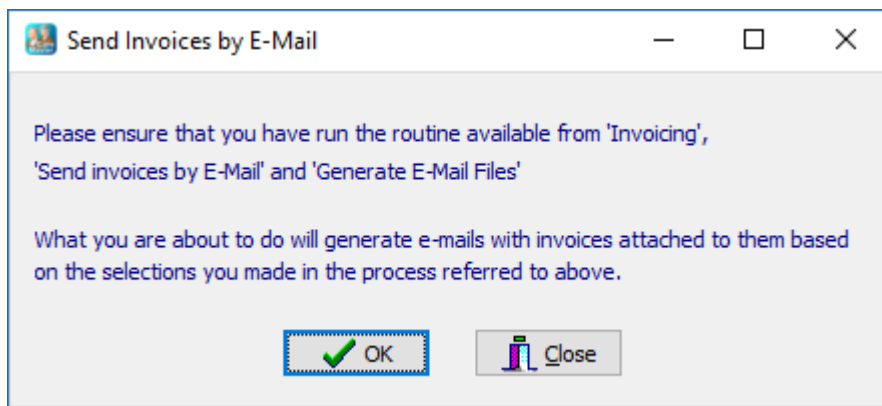 Send Invoices by E-Mail
Please ensure that you have run the routine available from 'Invoicing',
'Send invoices by E-Mail' and 'Generate E-Mail Files'
What you are about to do will generate e-mails with invoices attached to them based
on the selections you made in the process referred to above.
OK
Close